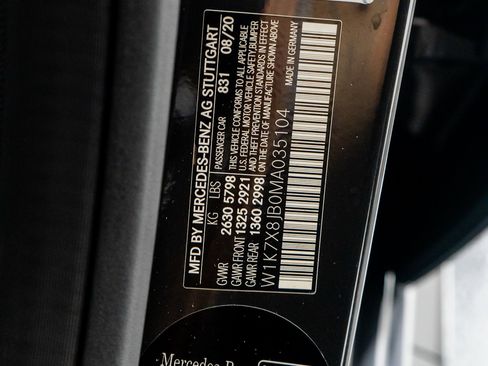 MFD BY MERCEDES-BENZ AG STUTTGART
PASSENGER CAR 831 08/20
KG LBS
GVWR 2630 5798
GAWR FRONT 1325 2921
GAWR REAR 1360 2998
THIS VEHICLE CONFORMS TO ALL APPLICABLE
U.S. FEDERAL MOTOR VEHICLE SAFETY, BUMPER
AND THEFT PREVENTION STANDARDS IN EFFECT
ON THE DATE OF MANUFACTURE SHOWN ABOVE
MADE IN GERMANY
W1K7X8JB0MA035104
Mercedes